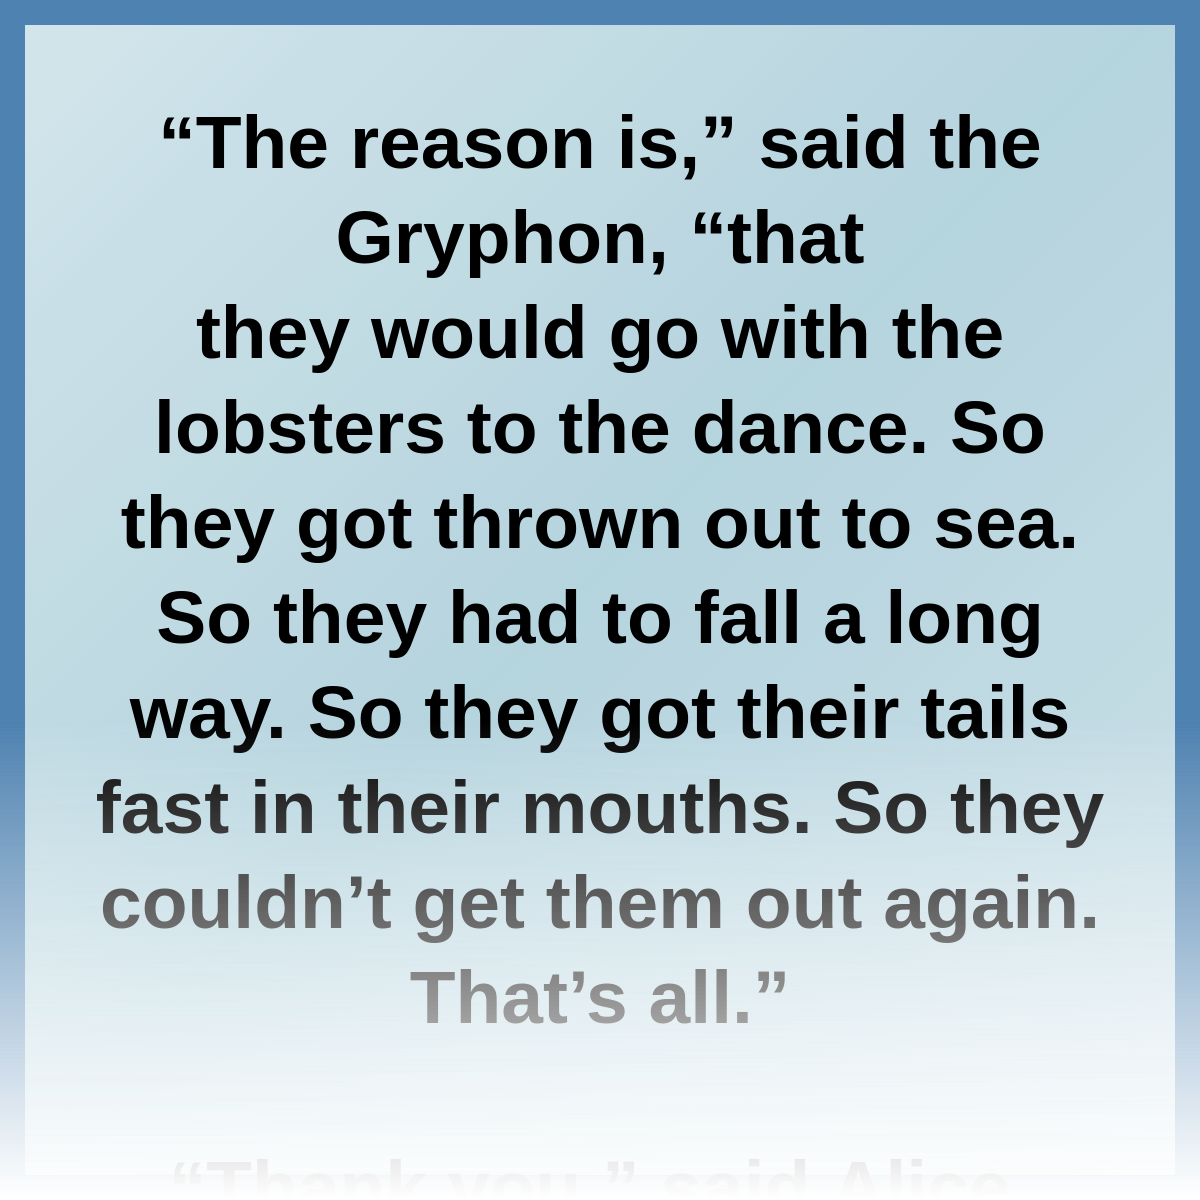 “The reason is,” said the
Gryphon, “that
they would go with the
lobsters to the dance. So
they got thrown out to sea.
So they had to fall a long
way. So they got their tails
fast in their mouths. So they
couldn’t get them out again.
That’s all.”
“Thank you,” said Alice